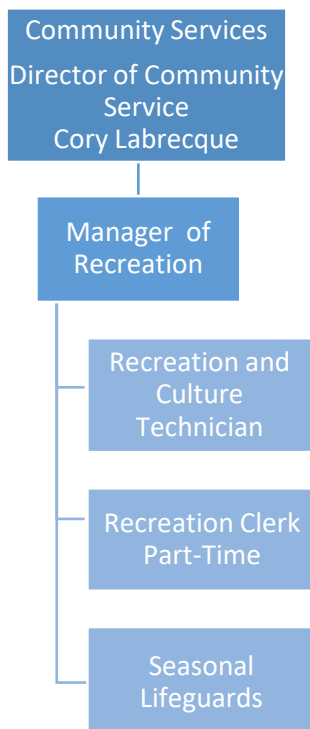 Community Services
Director of Community
Service
Cory Labrecque
Manager of
Recreation
Recreation and
Culture
Technician
Recreation Clerk
Part-Time
Seasonal
Lifeguards